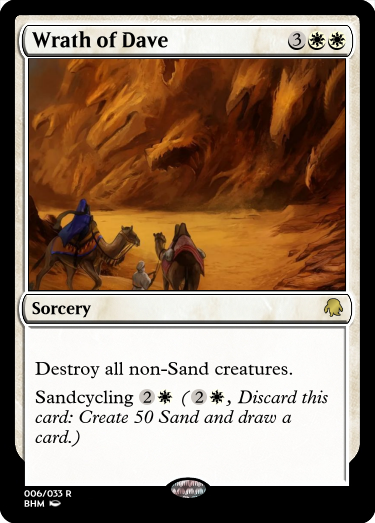 Wrath of Dave 3
Sorcery
Destroy all non-Sand creatures.
Sandcycling 2 (2, Discard this
card: Create 50 Sand and draw a
card.)
006/033 R
BHM